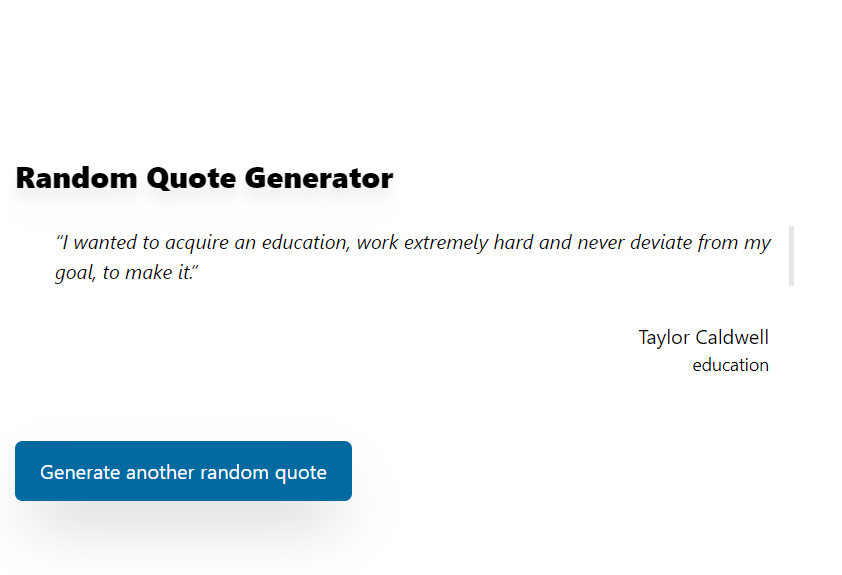 Random Quote Generator
“I wanted to acquire an education, work extremely hard and never deviate from my
goal, to make it.”
Taylor Caldwell
education
Generate another random quote